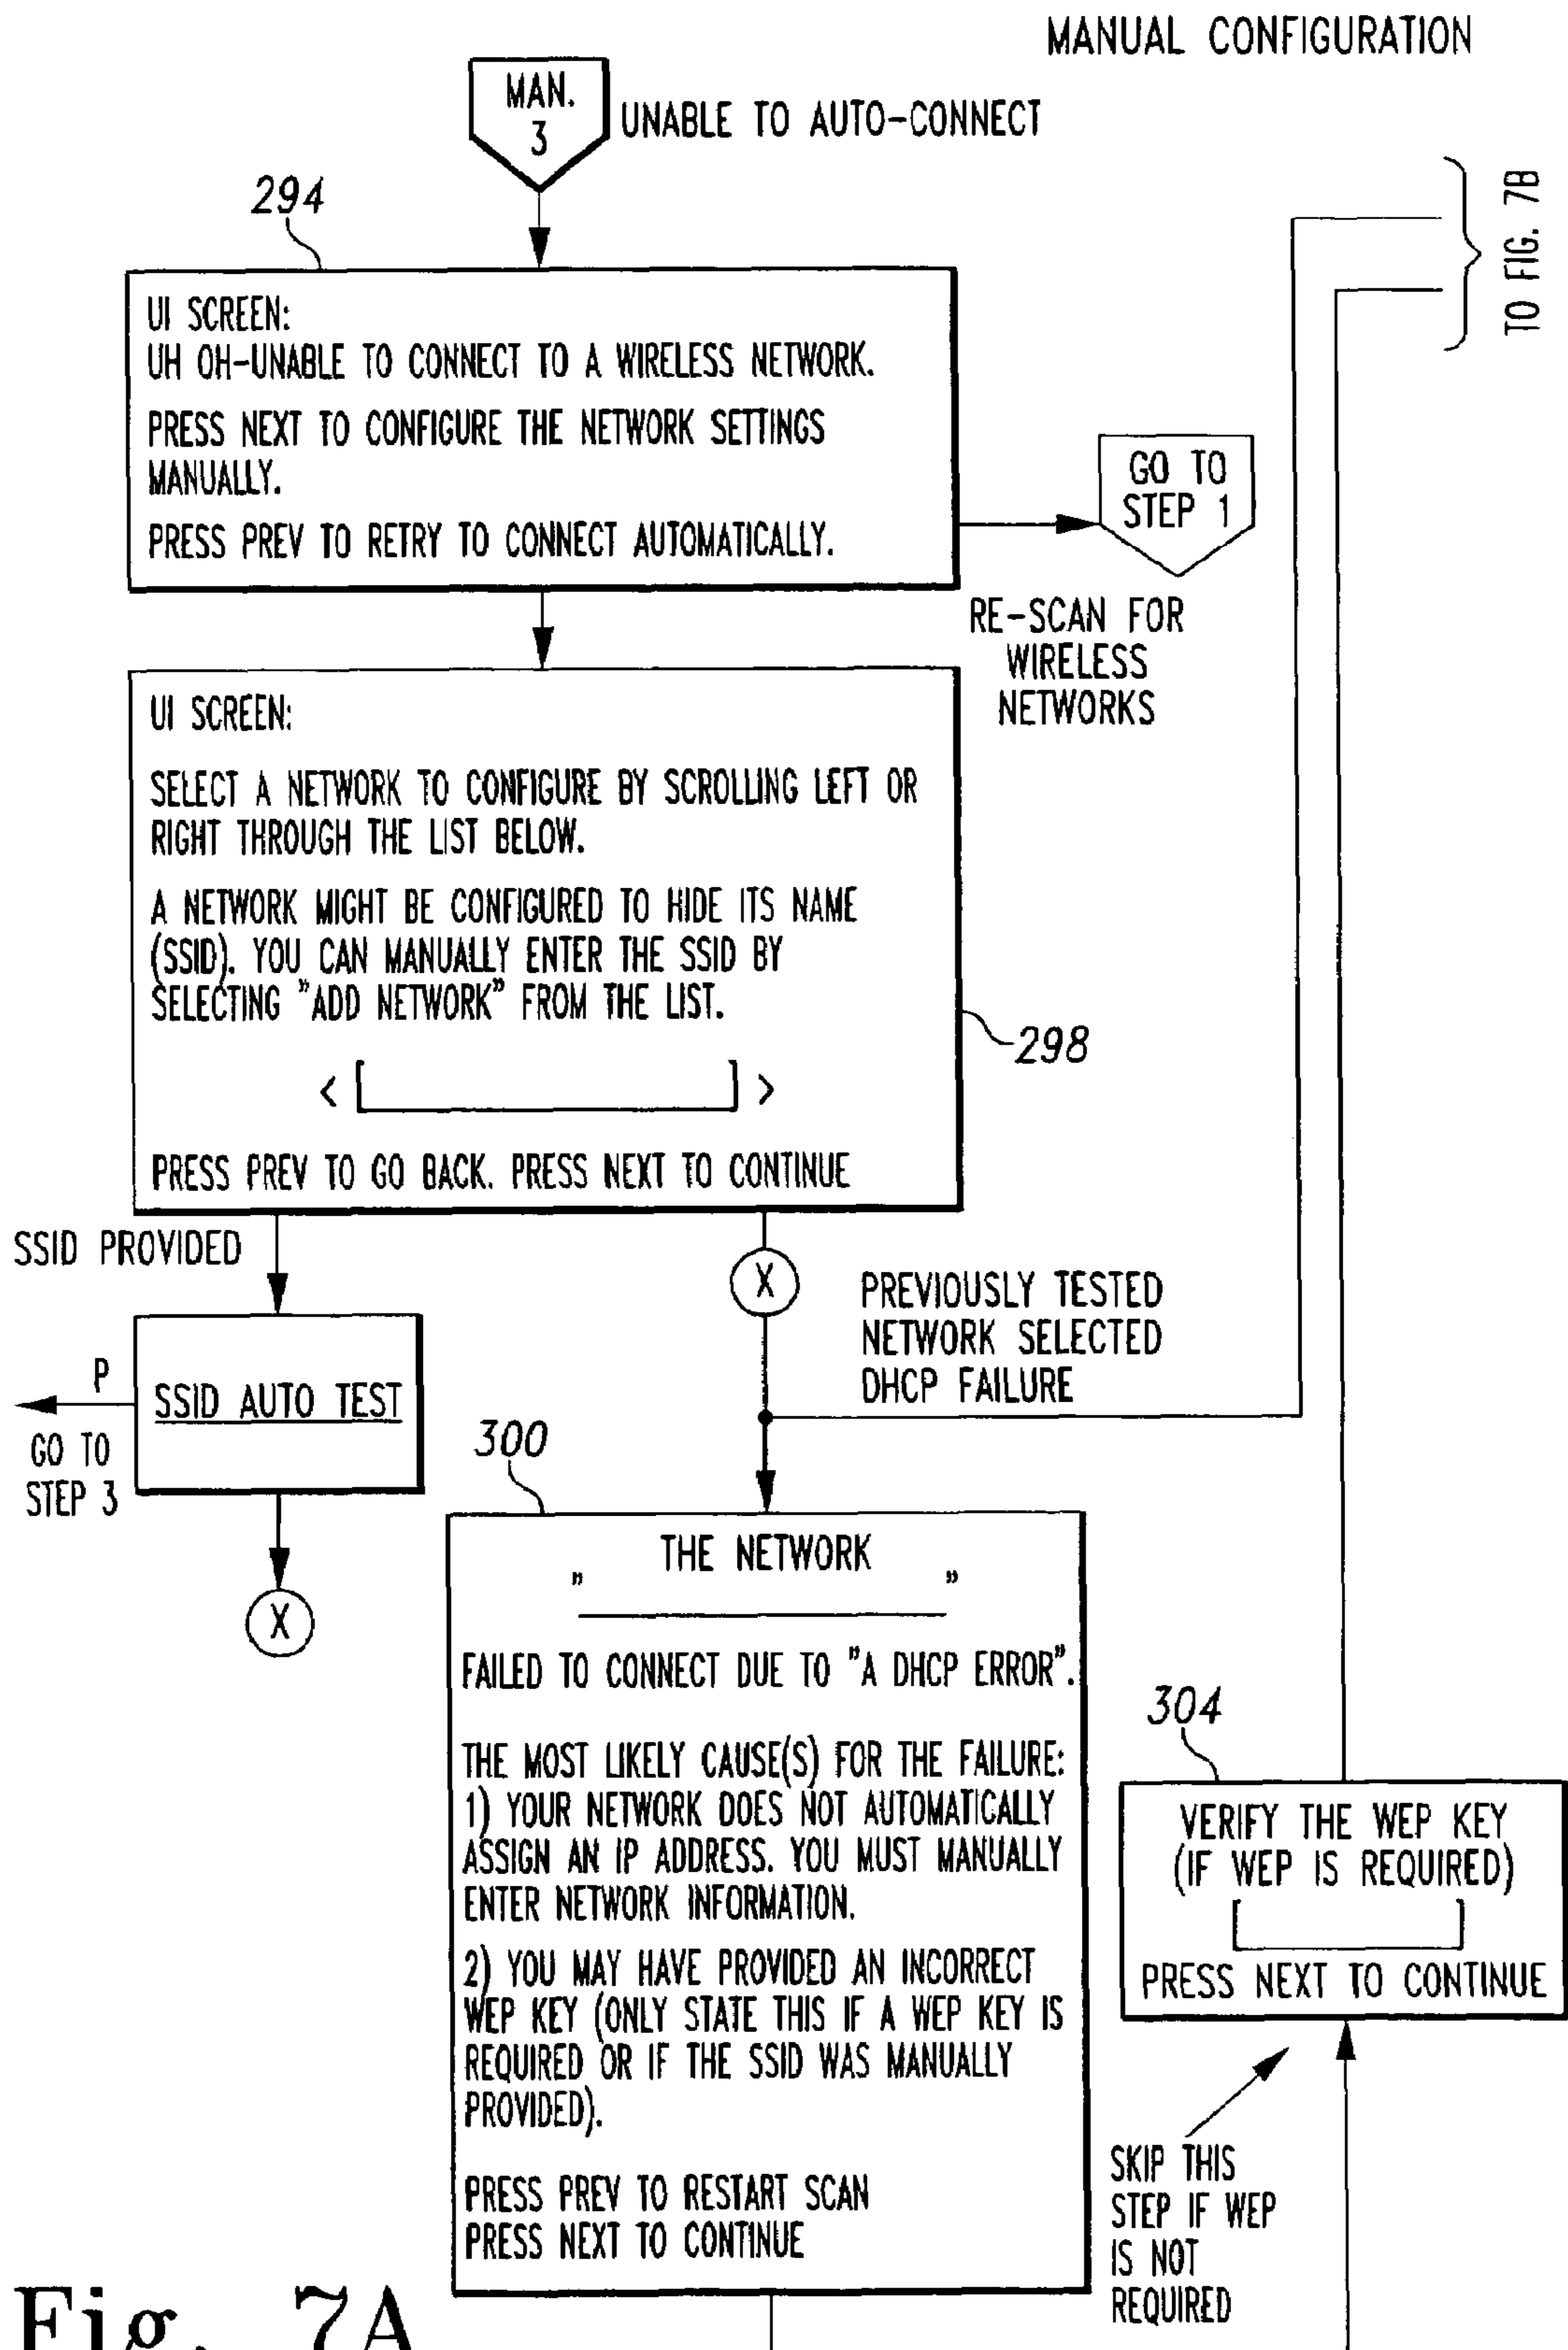 MANUAL CONFIGURATION
MAN.
3
UNABLE TO AUTO-CONNECT
TO FIG. 7B
294
UI SCREEN:
UH OH-UNABLE TO CONNECT TO A WIRELESS NETWORK.
PRESS NEXT TO CONFIGURE THE NETWORK SETTINGS
MANUALLY.
PRESS PREV TO RETRY TO CONNECT AUTOMATICALLY.
GO TO
STEP 1
RE-SCAN FOR
WIRELESS
NETWORKS
UI SCREEN:
SELECT A NETWORK TO CONFIGURE BY SCROLLING LEFT OR
RIGHT THROUGH THE LIST BELOW.
A NETWORK MIGHT BE CONFIGURED TO HIDE ITS NAME
(SSID). YOU CAN MANUALLY ENTER THE SSID BY
SELECTING "ADD NETWORK" FROM THE LIST.
< [ ] >
PRESS PREV TO GO BACK. PRESS NEXT TO CONTINUE
298
SSID PROVIDED
X
PREVIOUSLY TESTED
NETWORK SELECTED
DHCP FAILURE
P
SSID AUTO TEST
GO TO
STEP 3
X
300
THE NETWORK
" "
FAILED TO CONNECT DUE TO "A DHCP ERROR".
THE MOST LIKELY CAUSE(S) FOR THE FAILURE:
1) YOUR NETWORK DOES NOT AUTOMATICALLY
ASSIGN AN IP ADDRESS. YOU MUST MANUALLY
ENTER NETWORK INFORMATION.
2) YOU MAY HAVE PROVIDED AN INCORRECT
WEP KEY (ONLY STATE THIS IF A WEP KEY IS
REQUIRED OR IF THE SSID WAS MANUALLY
PROVIDED).
PRESS PREV TO RESTART SCAN
PRESS NEXT TO CONTINUE
304
VERIFY THE WEP KEY
(IF WEP IS REQUIRED)
PRESS NEXT TO CONTINUE
SKIP THIS
STEP IF WEP
IS NOT
REQUIRED
Fig. 7A